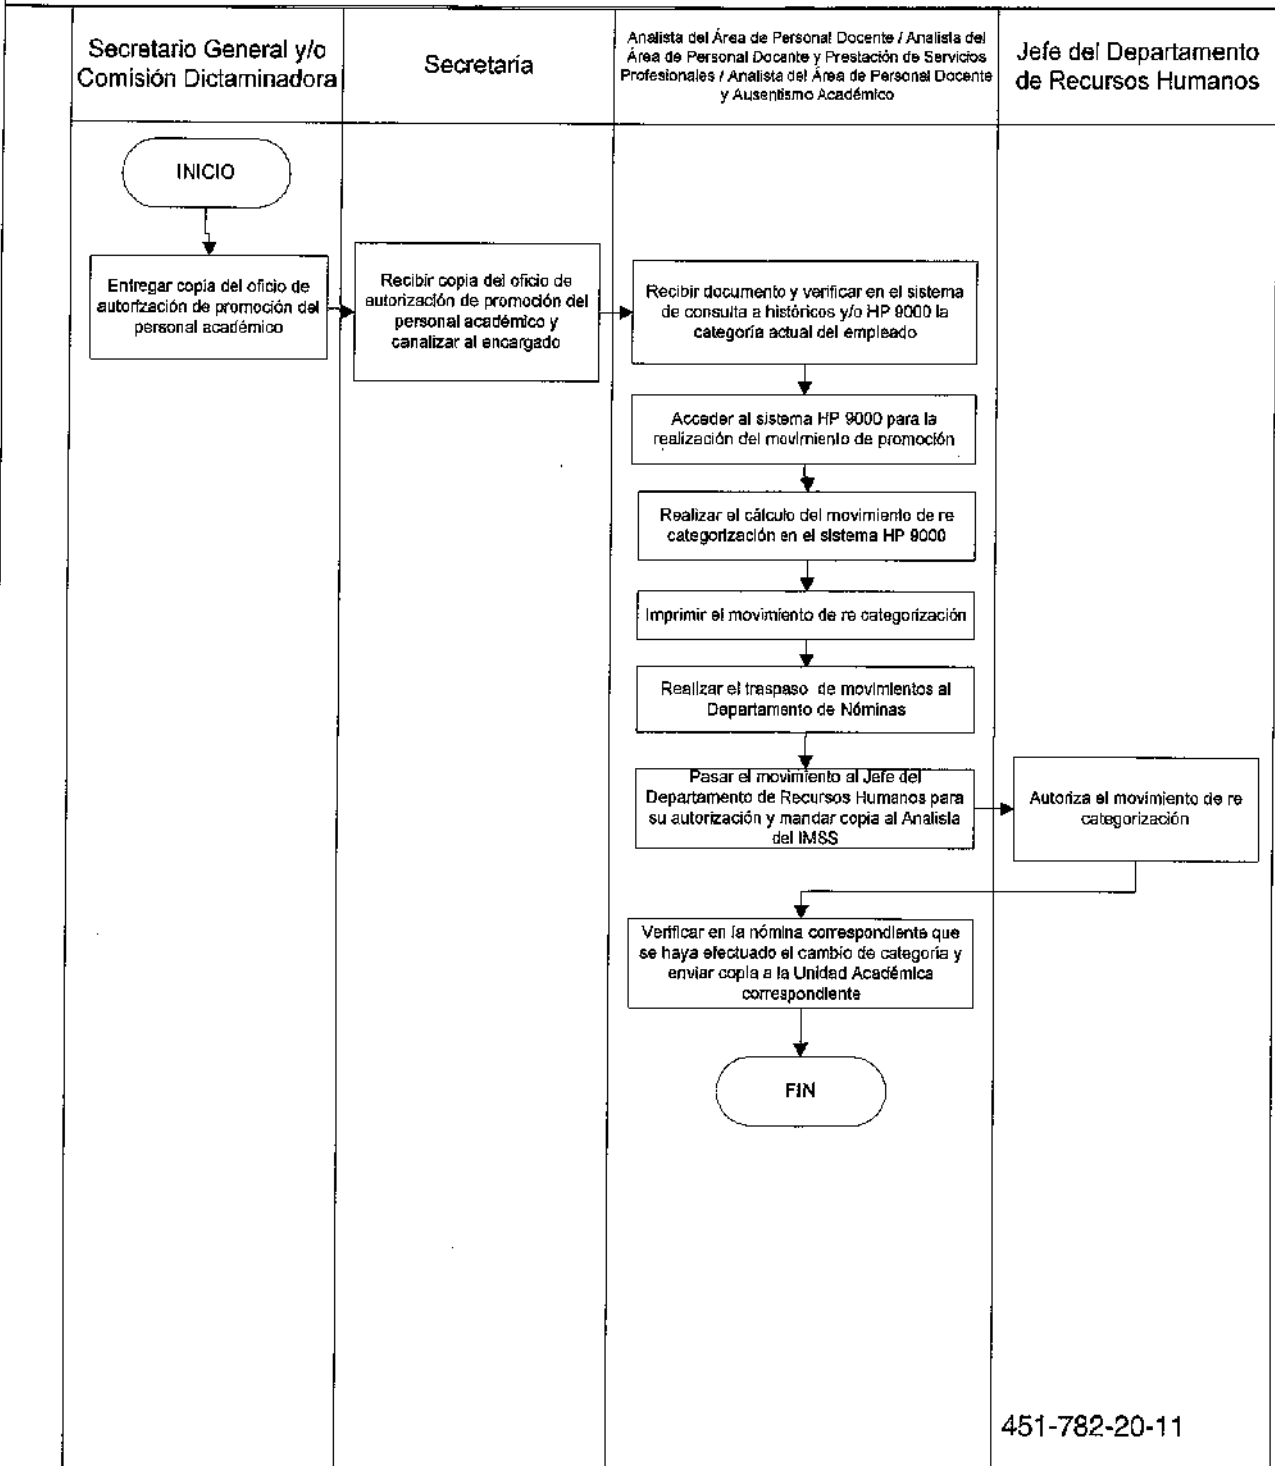 Secretario General y/o
Comisión Dictaminadora
Secretaría
Analista del Área de Personal Docente / Analista del
Área de Personal Docente y Prestación de Servicios
Profesionales / Analista del Área de Personal Docente
y Ausentismo Académico
Jefe del Departamento
de Recursos Humanos
INICIO
Entregar copia del oficio de
autorización de promoción del
personal académico
Recibir copia del oficio de
autorización de promoción del
personal académico y
canalizar al encargado
Recibir documento y verificar en el sistema
de consulta a históricos y/o HP 9000 la
categoría actual del empleado
Acceder al sistema HP 9000 para la
realización del movimiento de promoción
Realizar el cálculo del movimiento de re
categorización en el sistema HP 9000
Imprimir el movimiento de re categorización
Realizar el traspaso de movimientos al
Departamento de Nóminas
Pasar el movimiento al Jefe del
Departamento de Recursos Humanos para
su autorización y mandar copia al Analista
del IMSS
Autoriza el movimiento de re
categorización
Verificar en la nómina correspondiente que
se haya efectuado el cambio de categoría y
enviar copia a la Unidad Académica
correspondiente
FIN
451-782-20-11